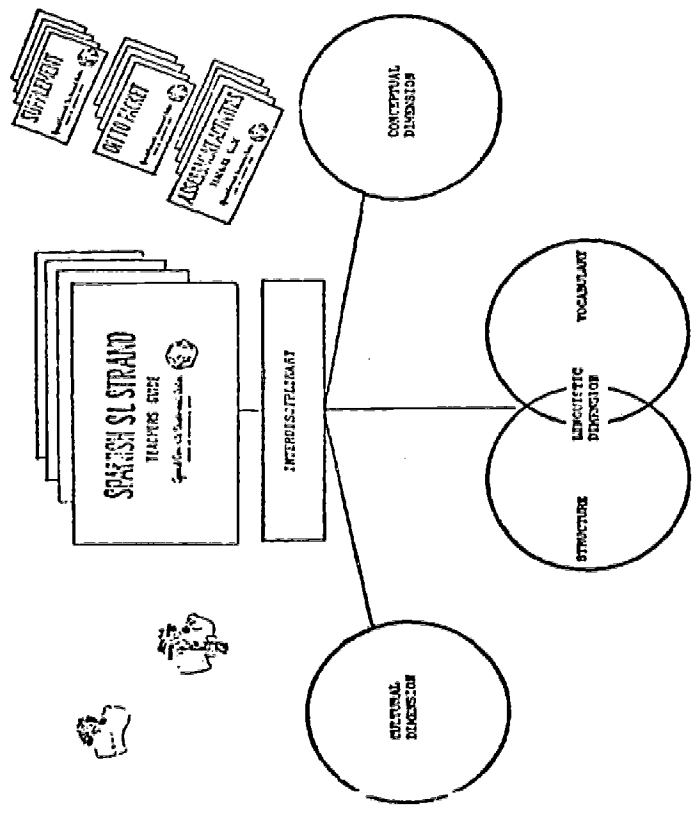 SUPPLEMENT
DITTO PACKET
ASSESSMENT ACTIVITIES
SPANISH SL STRAND
TEACHERS GUIDE
INTERDISCIPLINARY
CULTURAL
DIMENSION
CONCEPTUAL
DIMENSION
STRUCTURE
LINGUISTIC
DIMENSION
VOCABULARY